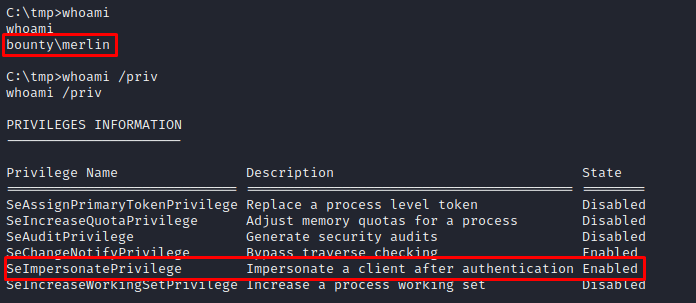 C:\tmp>whoami
whoami
bounty\merlin
C:\tmp>whoami /priv
whoami /priv
PRIVILEGES INFORMATION
----------------------
Privilege Name Description State
============================= ========================================= ========
SeAssignPrimaryTokenPrivilege Replace a process level token Disabled
SeIncreaseQuotaPrivilege Adjust memory quotas for a process Disabled
SeAuditPrivilege Generate security audits Disabled
SeChangeNotifyPrivilege Bypass traverse checking Enabled
SeImpersonatePrivilege Impersonate a client after authentication Enabled
SeIncreaseWorkingSetPrivilege Increase a process working set Disabled